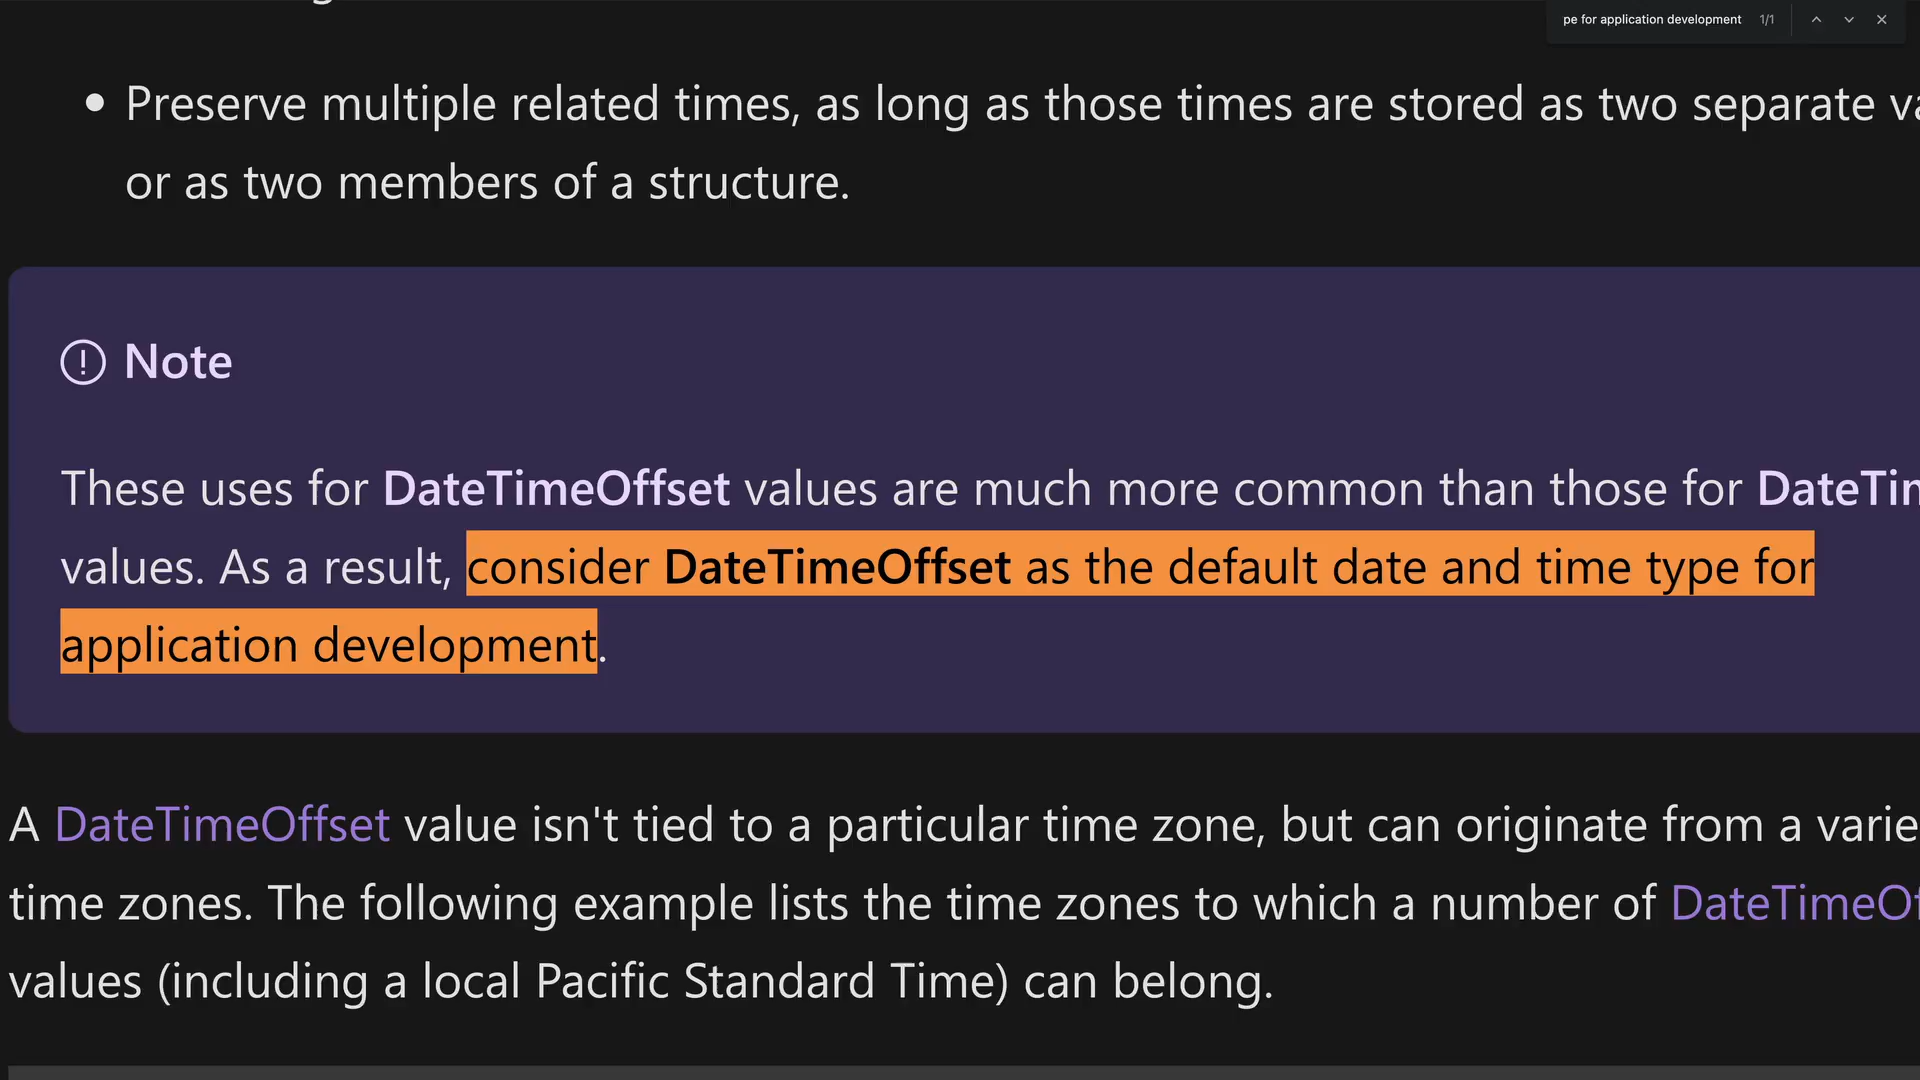 pe for application development 1/1
Preserve multiple related times, as long as those times are stored as two separate
or as two members of a structure.
Note
These uses for DateTimeOffset values are much more common than those for
values. As a result, consider DateTimeOffset as the default date and time type for
application development.
A DateTimeOffset value isn't tied to a particular time zone, but can originate from a
time zones. The following example lists the time zones to which a number of
values (including a local Pacific Standard Time) can belong.